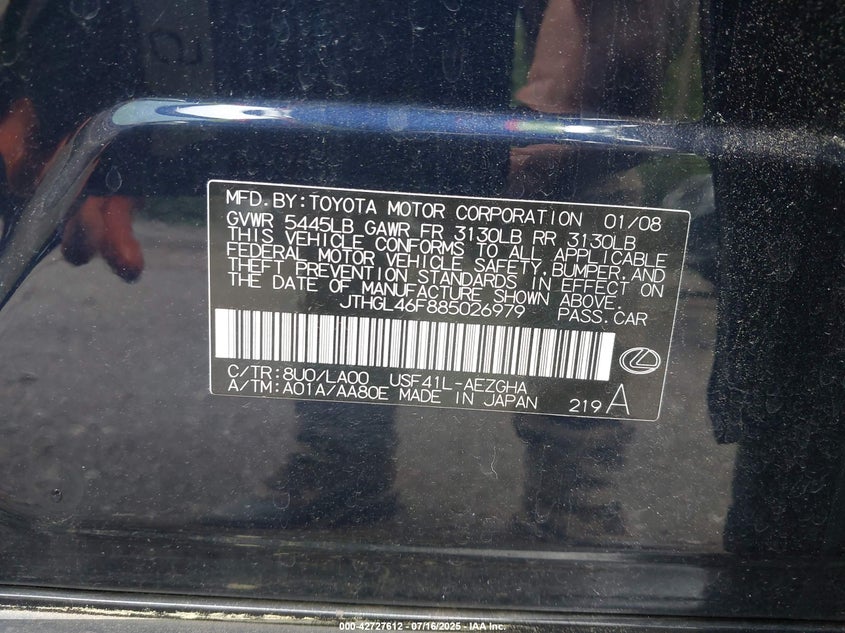 MFD.BY:TOYOTA MOTOR CORPORATION 01/08
GVWR 5445LB GAWR FR 3130LB RR 3130LB
THIS VEHICLE CONFORMS TO ALL APPLICABLE
FEDERAL MOTOR VEHICLE SAFETY,BUMPER,AND
THEFT PREVENTION STANDARDS IN EFFECT ON
THE DATE OF MANUFACTURE SHOWN ABOVE.
JTHGL46F885026979 PASS.CAR
C/TR:8U0/LA00 USF41L-AEZGHA
A/TM:A01A/AA80E MADE IN JAPAN 219 A
000-42727612 - 07/16/2025 - IAA Inc.